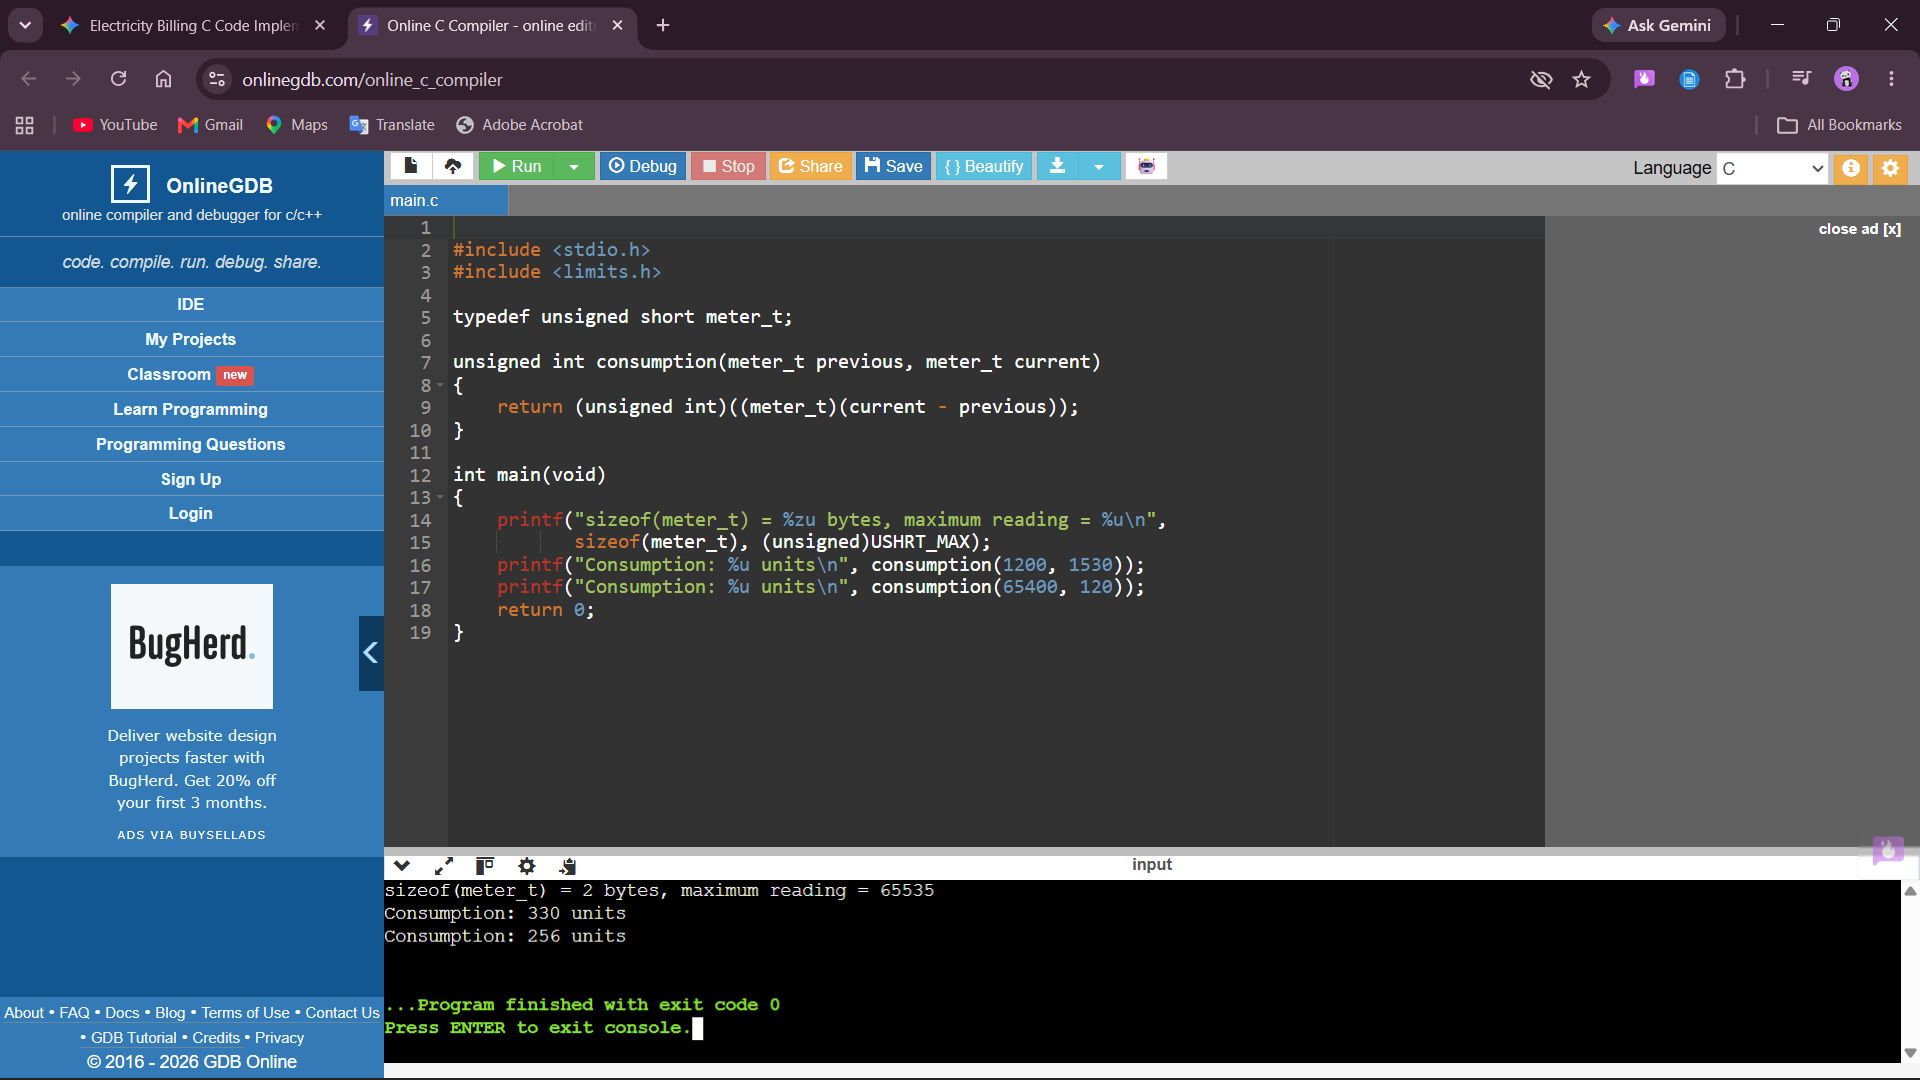 Electricity Billing C Code Implem
Online C Compiler - online edit
Ask Gemini
onlinegdb.com/online_c_compiler
YouTube
Gmail
Maps
Translate
Adobe Acrobat
All Bookmarks
OnlineGDB
online compiler and debugger for c/c++
code. compile. run. debug. share.
IDE
My Projects
Classroom new
Learn Programming
Programming Questions
Sign Up
Login
BugHerd.
Deliver website design
projects faster with
BugHerd. Get 20% off
your first 3 months.
ADS VIA BUYSELLADS
About • FAQ • Docs • Blog • Terms of Use • Contact Us
• GDB Tutorial • Credits • Privacy
© 2016 - 2026 GDB Online
Run
Debug
Stop
Share
Save
{ } Beautify
Language C
main.c
close ad [x]
1
2 #include <stdio.h>
3 #include <limits.h>
4
5 typedef unsigned short meter_t;
6
7 unsigned int consumption(meter_t previous, meter_t current)
8 {
9     return (unsigned int)((meter_t)(current - previous));
10 }
11
12 int main(void)
13 {
14     printf("sizeof(meter_t) = %zu bytes, maximum reading = %u\n",
15            sizeof(meter_t), (unsigned)USHRT_MAX);
16     printf("Consumption: %u units\n", consumption(1200, 1530));
17     printf("Consumption: %u units\n", consumption(65400, 120));
18     return 0;
19 }
input
sizeof(meter_t) = 2 bytes, maximum reading = 65535
Consumption: 330 units
Consumption: 256 units
...Program finished with exit code 0
Press ENTER to exit console.